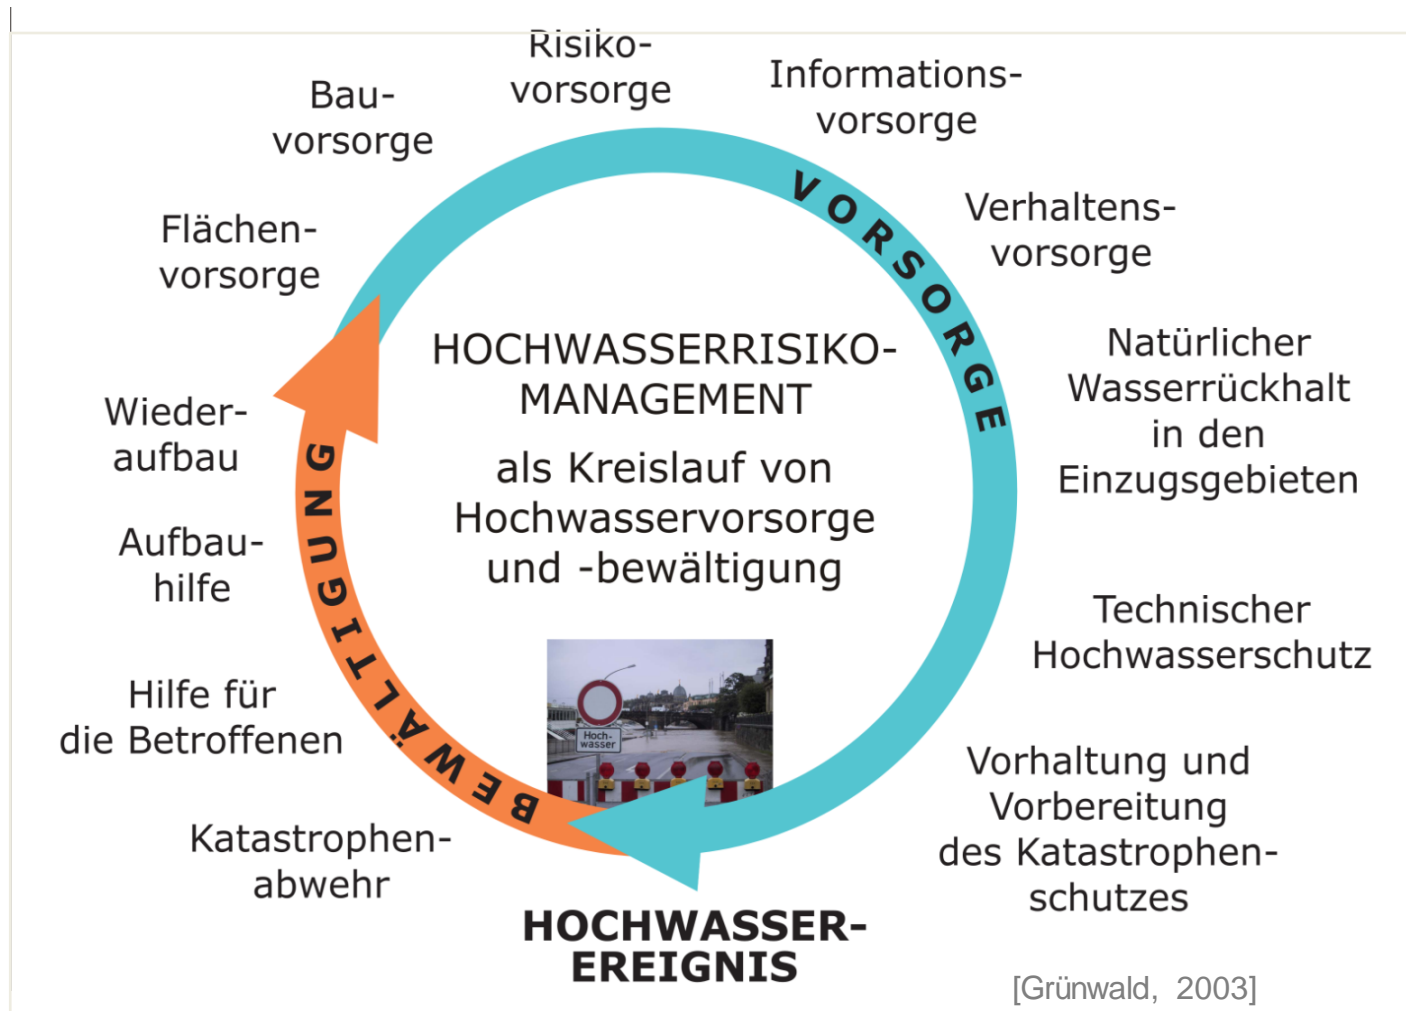 Risiko-
vorsorge
Informations-
vorsorge
Bau-
vorsorge
Verhaltens-
vorsorge
Flächen-
vorsorge
VORSORGE
HOCHWASSERRISIKO-
MANAGEMENT
als Kreislauf von
Hochwasservorsorge
und -bewältigung
Natürlicher
Wasserrückhalt
in den
Einzugsgebieten
Wieder-
aufbau
Aufbau-
hilfe
BEWÄLTIGUNG
Technischer
Hochwasserschutz
Hilfe für
die Betroffenen
Hoch-
wasser
Vorhaltung und
Vorbereitung
des Katastrophen-
schutzes
Katastrophen-
abwehr
HOCHWASSER-
EREIGNIS
[Grünwald, 2003]